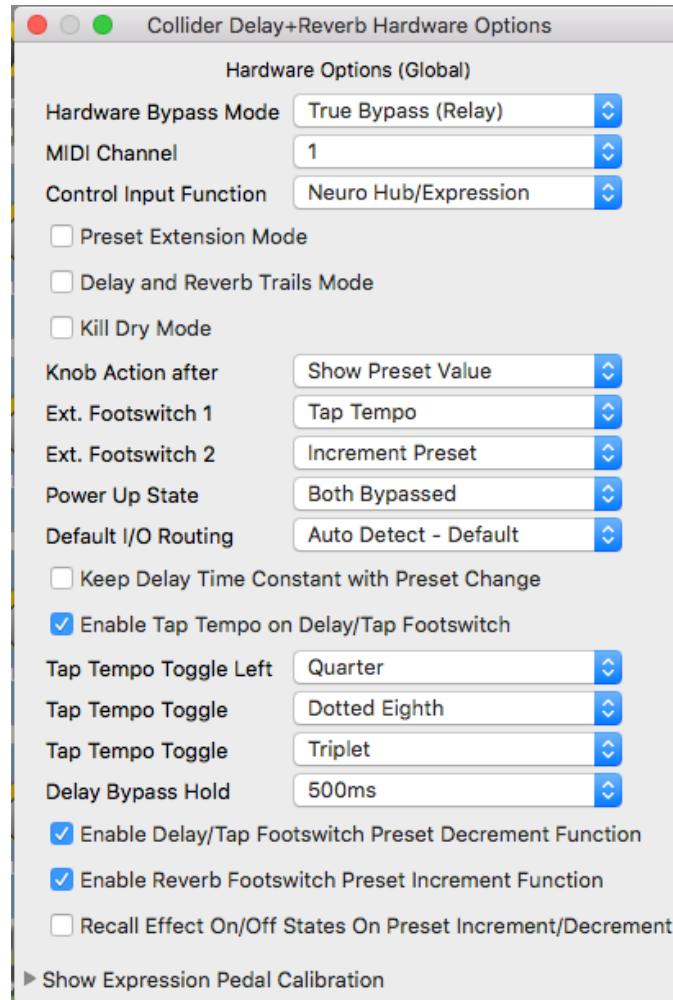 Collider Delay+Reverb Hardware Options
Hardware Options (Global)
Hardware Bypass Mode True Bypass (Relay)
MIDI Channel 1
Control Input Function Neuro Hub/Expression
Preset Extension Mode
Delay and Reverb Trails Mode
Kill Dry Mode
Knob Action after Show Preset Value
Ext. Footswitch 1 Tap Tempo
Ext. Footswitch 2 Increment Preset
Power Up State Both Bypassed
Default I/O Routing Auto Detect - Default
Keep Delay Time Constant with Preset Change
Enable Tap Tempo on Delay/Tap Footswitch
Tap Tempo Toggle Left Quarter
Tap Tempo Toggle Dotted Eighth
Tap Tempo Toggle Triplet
Delay Bypass Hold 500ms
Enable Delay/Tap Footswitch Preset Decrement Function
Enable Reverb Footswitch Preset Increment Function
Recall Effect On/Off States On Preset Increment/Decrement
Show Expression Pedal Calibration